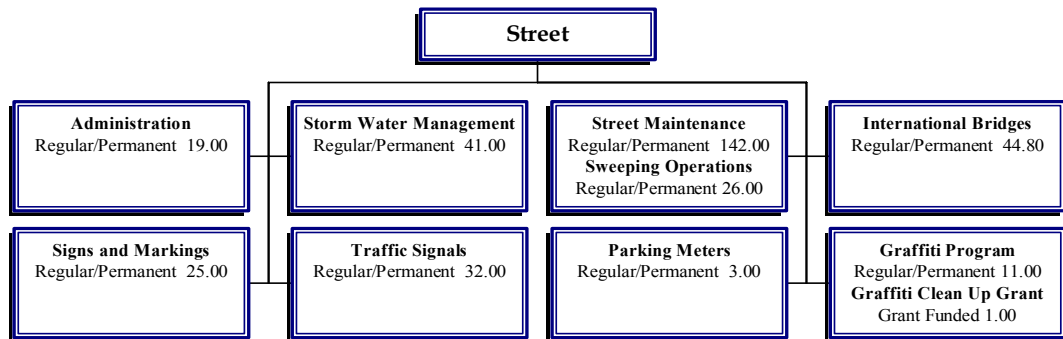 Street
Administration
Regular/Permanent 19.00
Storm Water Management
Regular/Permanent 41.00
Street Maintenance
Regular/Permanent 142.00
Sweeping Operations
Regular/Permanent 26.00
International Bridges
Regular/Permanent 44.80
Signs and Markings
Regular/Permanent 25.00
Traffic Signals
Regular/Permanent 32.00
Parking Meters
Regular/Permanent 3.00
Graffiti Program
Regular/Permanent 11.00
Graffiti Clean Up Grant
Grant Funded 1.00